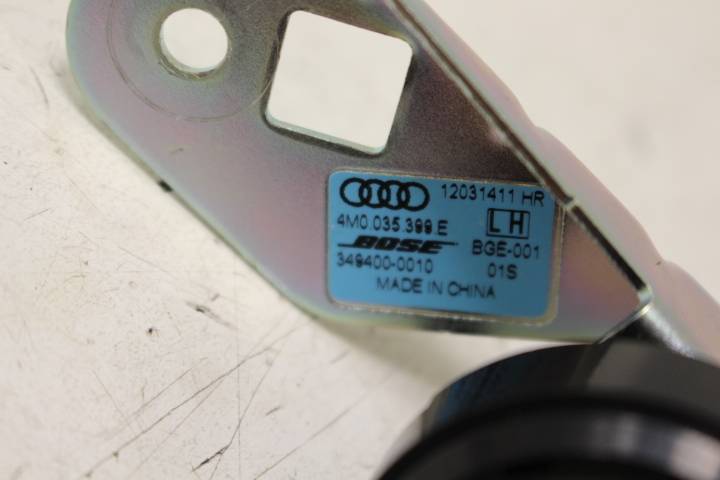 12031411 HR
4M0.035.399.E
LH
BOSE
BGE-001
349400-0010
01S
MADE IN CHINA